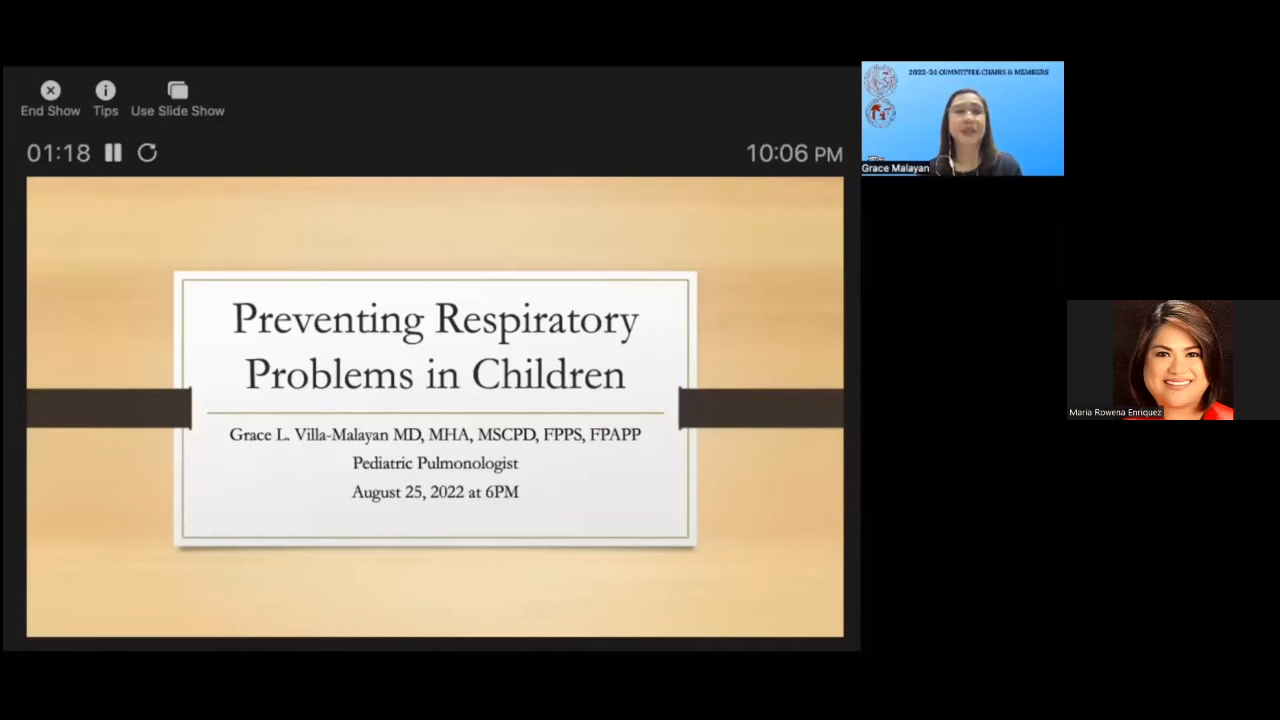 2022-24 COMMITTEE CHAIRS & MEMBERS
End Show
Tips
Use Slide Show
01:18
10:06 PM
Grace Malayan
Preventing Respiratory
Problems in Children
Grace L. Villa-Malayan MD, MHA, MSCPD, FPPS, FPAPP
Pediatric Pulmonologist
August 25, 2022 at 6PM
Maria Rowena Enriquez